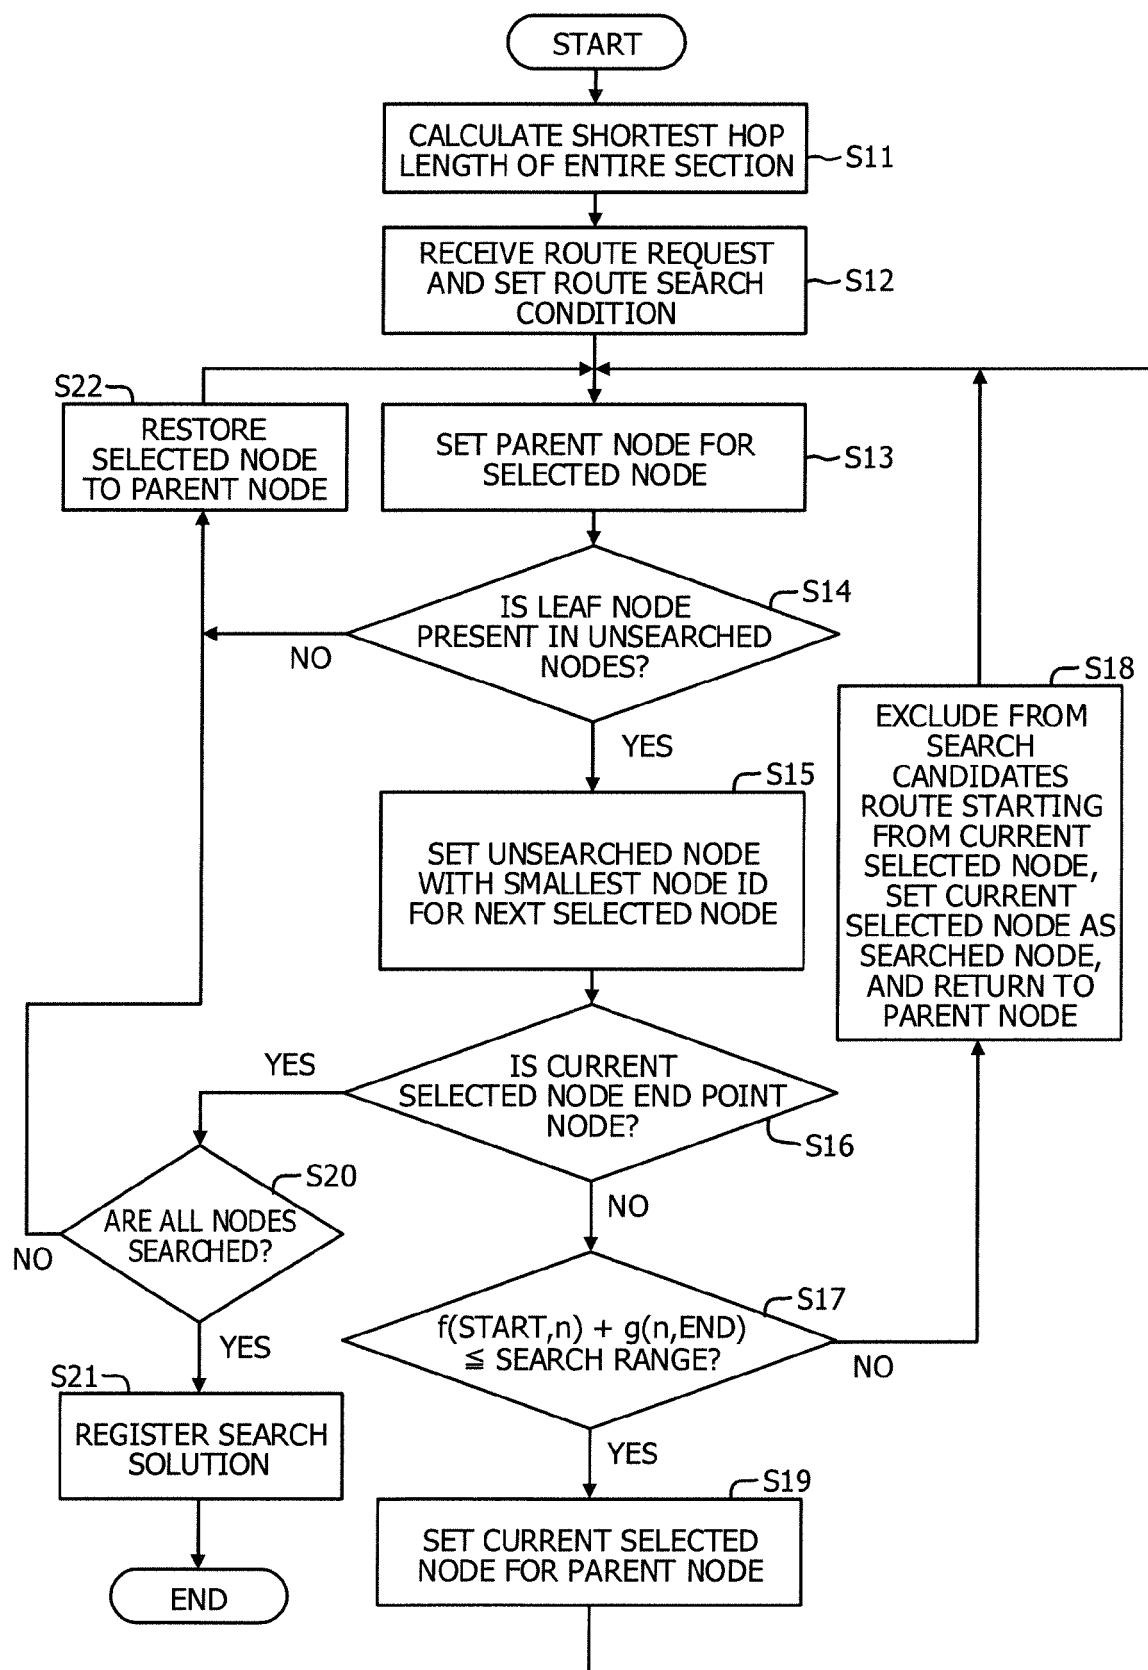 START
CALCULATE SHORTEST HOP
LENGTH OF ENTIRE SECTION
S11
RECEIVE ROUTE REQUEST
AND SET ROUTE SEARCH
CONDITION
S12
S22
RESTORE
SELECTED NODE
TO PARENT NODE
SET PARENT NODE FOR
SELECTED NODE
S13
S14
IS LEAF NODE
PRESENT IN UNSEARCHED
NODES?
NO
YES
S18
EXCLUDE FROM
SEARCH
CANDIDATES
ROUTE STARTING
FROM CURRENT
SELECTED NODE,
SET CURRENT
SELECTED NODE AS
SEARCHED NODE,
AND RETURN TO
PARENT NODE
S15
SET UNSEARCHED NODE
WITH SMALLEST NODE ID
FOR NEXT SELECTED NODE
YES
IS CURRENT
SELECTED NODE END POINT
NODE?
S16
NO
S20
ARE ALL NODES
SEARCHED?
NO
YES
S17
f(START,n) + g(n,END)
≦ SEARCH RANGE?
NO
YES
S21
REGISTER SEARCH
SOLUTION
S19
SET CURRENT SELECTED
NODE FOR PARENT NODE
END